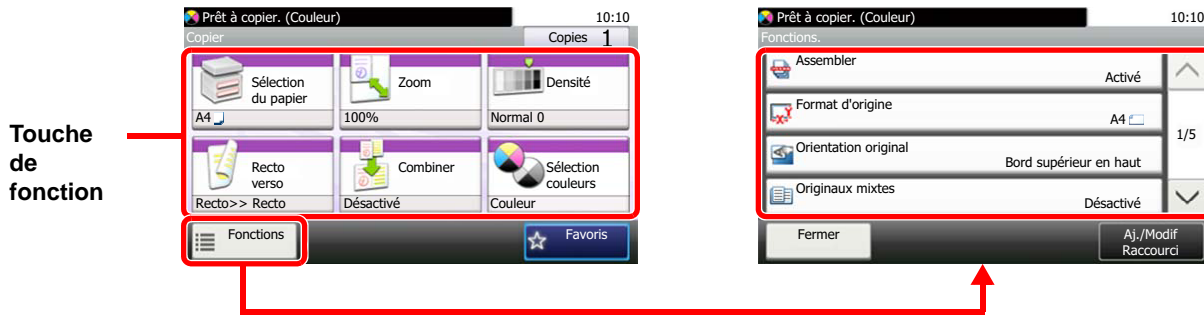 Prêt à copier. (Couleur) 10:10
Copier Copies 1
Sélection
du papier
A4
Zoom
100%
Densité
Normal 0
Recto
verso
Recto>> Recto
Combiner
Désactivé
Sélection
couleurs
Couleur
Fonctions
Favoris
Touche
de
fonction
Prêt à copier. (Couleur) 10:10
Fonctions.
Assembler
Activé
Format d'origine
A4
Orientation original
Bord supérieur en haut
Originaux mixtes
Désactivé
1/5
Fermer
Aj./Modif
Raccourci